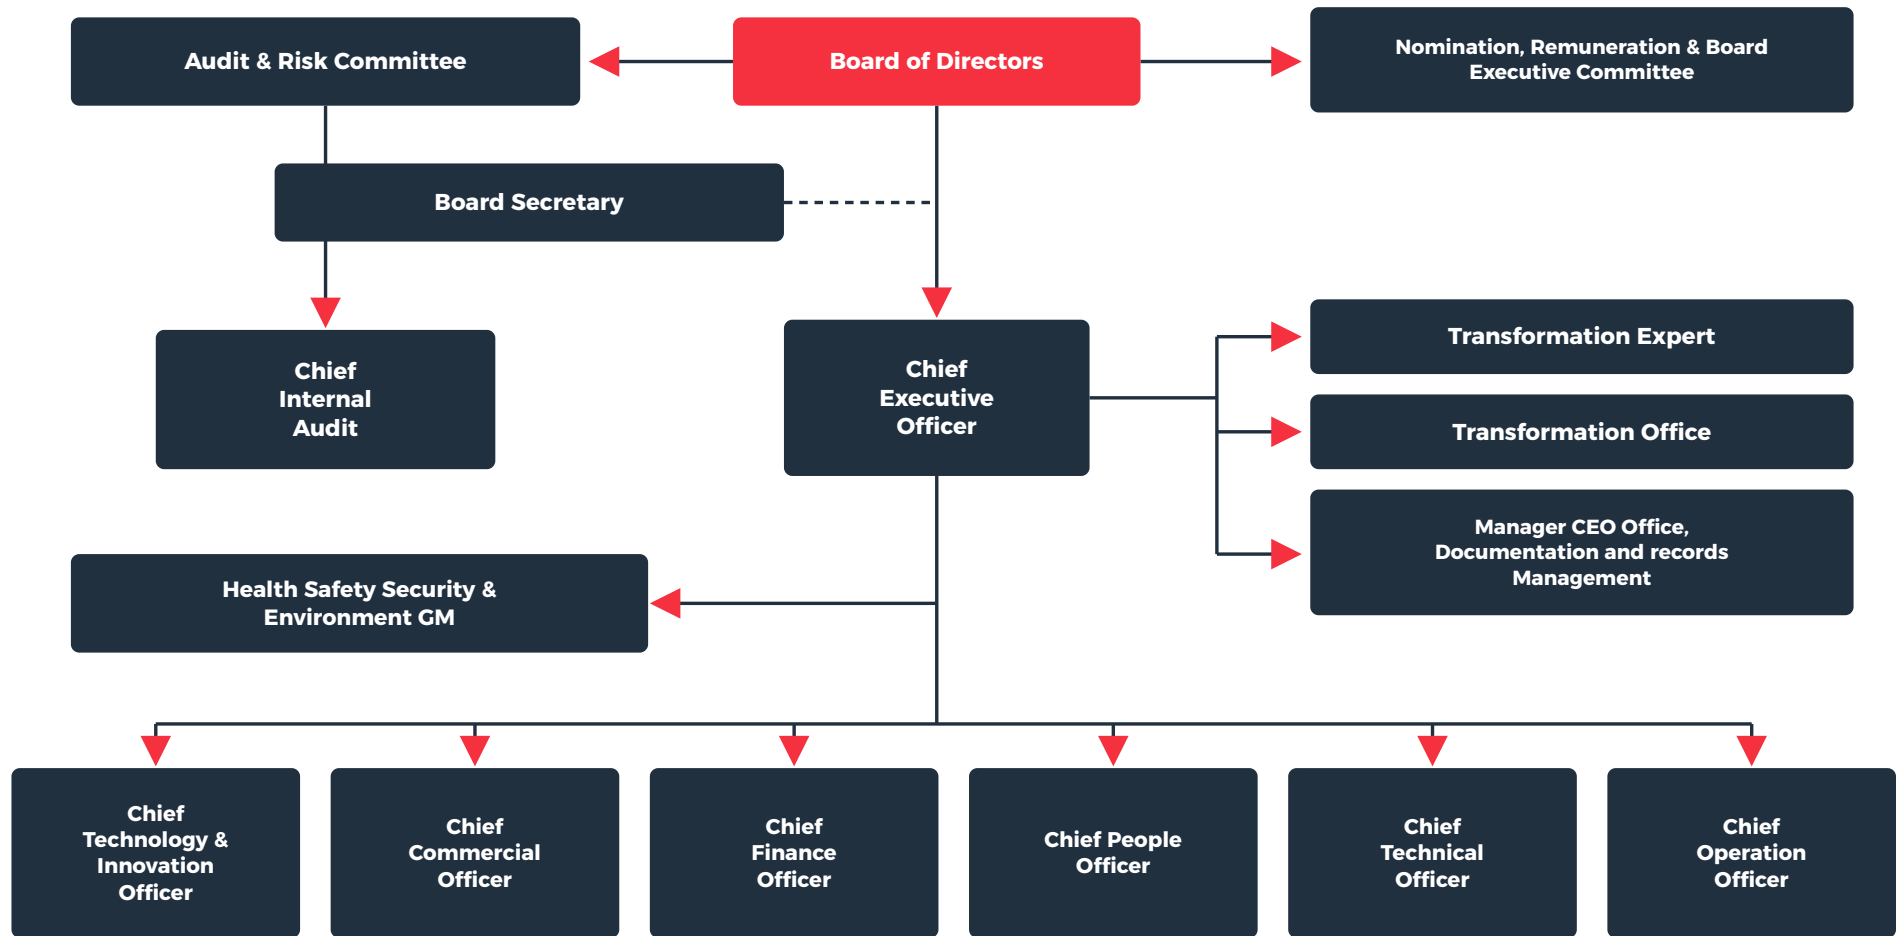 Audit & Risk Committee
Board of Directors
Nomination, Remuneration & Board
Executive Committee
Board Secretary
Chief
Internal
Audit
Chief
Executive
Officer
Transformation Expert
Transformation Office
Manager CEO Office,
Documentation and records
Management
Health Safety Security &
Environment GM
Chief
Technology &
Innovation
Officer
Chief
Commercial
Officer
Chief
Finance
Officer
Chief People
Officer
Chief
Technical
Officer
Chief
Operation
Officer